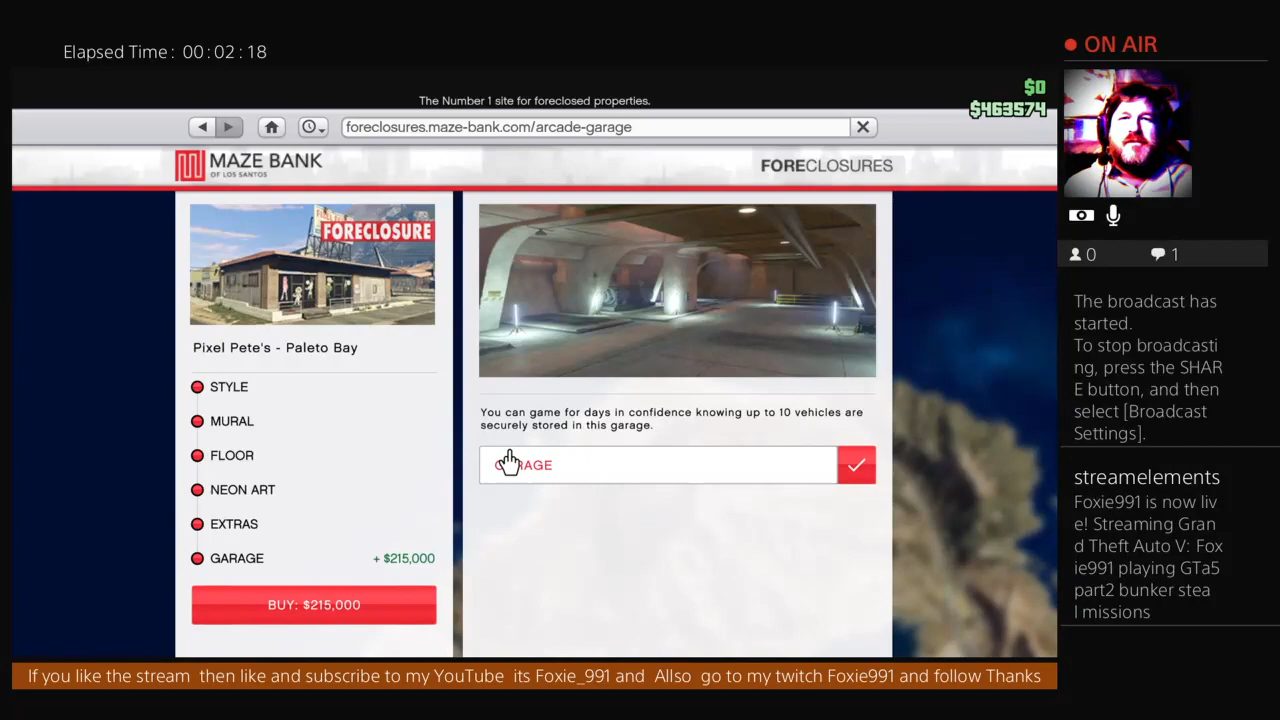 Elapsed Time: 00:02:18
ON AIR
The Number 1 site for foreclosed properties.
$0
$463574
foreclosures.maze-bank.com/arcade-garage
MAZE BANK
OF LOS SANTOS
FORECLOSURES
FORECLOSURE
Pixel Pete's - Paleto Bay
STYLE
MURAL
FLOOR
NEON ART
EXTRAS
GARAGE + $215,000
BUY: $215,000
You can game for days in confidence knowing up to 10 vehicles are
securely stored in this garage.
GARAGE
0 1
The broadcast has
started.
To stop broadcasti
ng, press the SHAR
E button, and then
select [Broadcast
Settings].
streamelements
Foxie991 is now liv
e! Streaming Gran
d Theft Auto V: Fox
ie991 playing GTa5
part2 bunker stea
l missions
If you like the stream then like and subscribe to my YouTube its Foxie_991 and Allso go to my twitch Foxie991 and follow Thanks